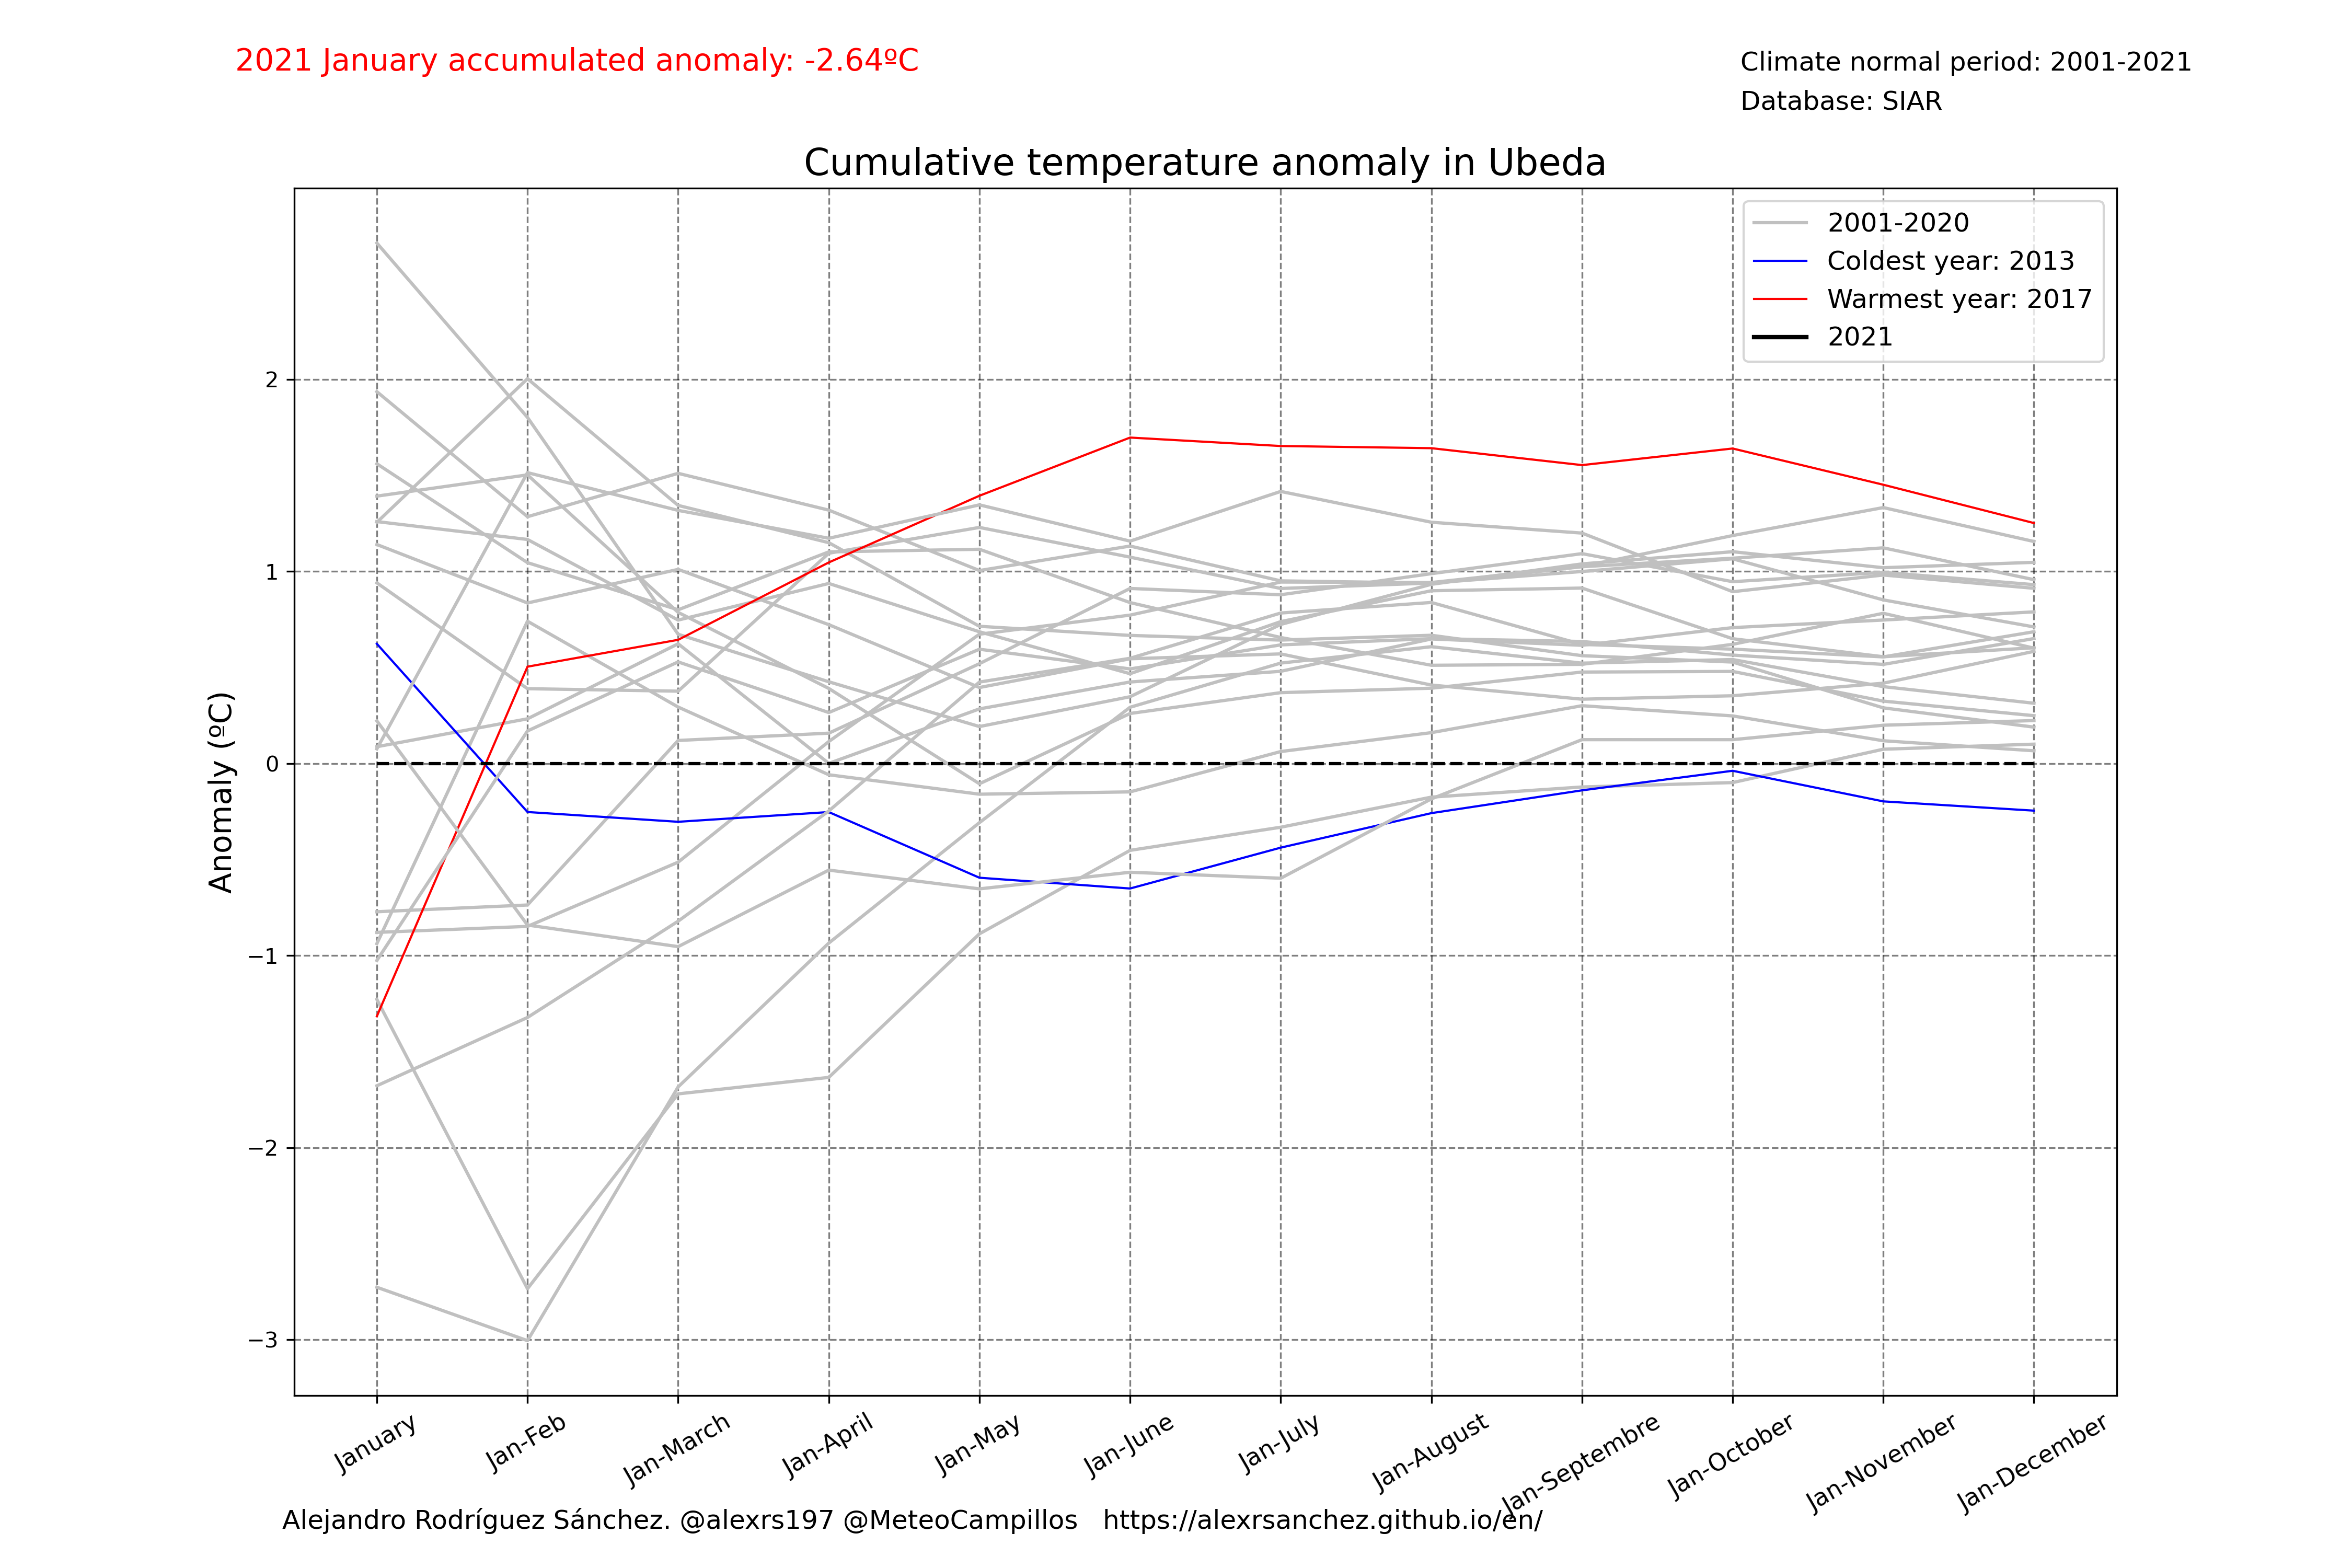 2021 January accumulated anomaly: -2.64ºC
Climate normal period: 2001-2021
Database: SIAR
Cumulative temperature anomaly in Ubeda
2001-2020
Coldest year: 2013
Warmest year: 2017
2021
Anomaly (ºC)
2
1
0
−1
−2
−3
January
Jan-Feb
Jan-March
Jan-April
Jan-May
Jan-June
Jan-July
Jan-August
Jan-Septembre
Jan-October
Jan-November
Jan-December
Alejandro Rodríguez Sánchez. @alexrs197 @MeteoCampillos   https://alexrsanchez.github.io/en/